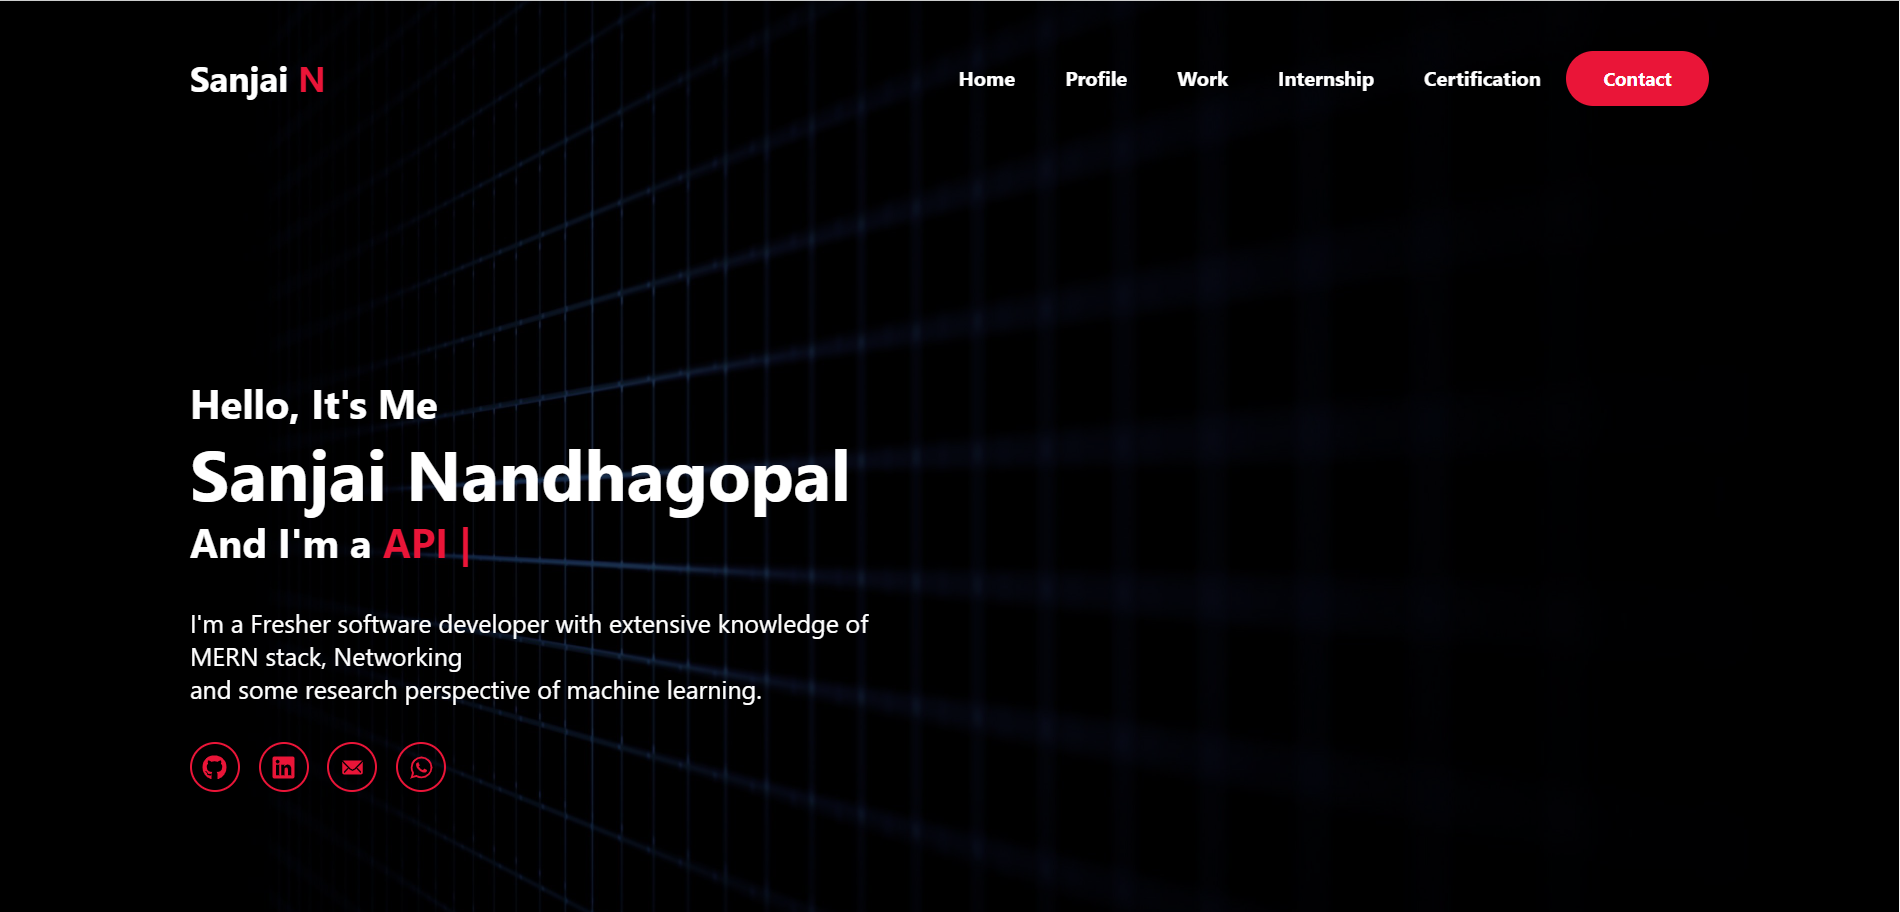 Sanjai N
Home Profile Work Internship Certification Contact
Hello, It's Me
Sanjai Nandhagopal
And I'm a API |
I'm a Fresher software developer with extensive knowledge of
MERN stack, Networking
and some research perspective of machine learning.